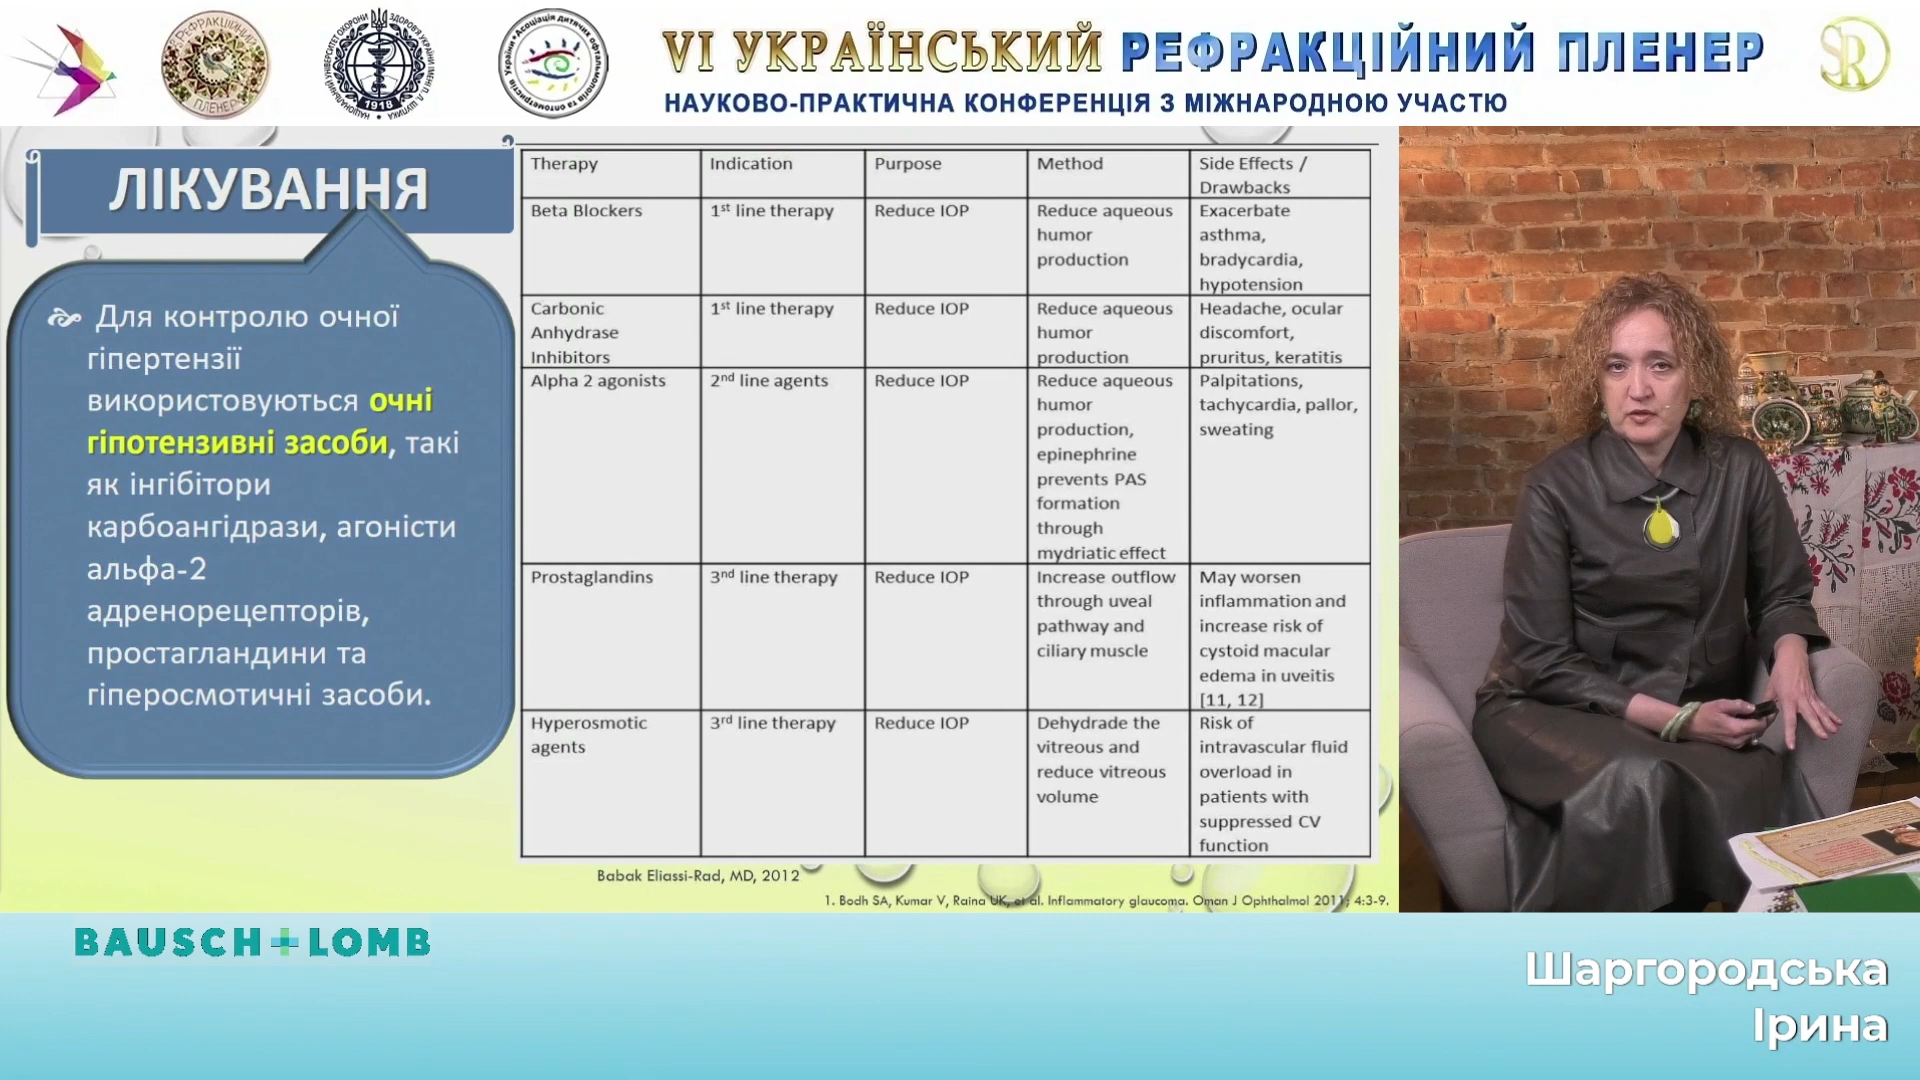 VI УКРАЇНСЬКИЙ РЕФРАКЦІЙНИЙ ПЛЕНЕР
НАУКОВО-ПРАКТИЧНА КОНФЕРЕНЦІЯ З МІЖНАРОДНОЮ УЧАСТЮ
РЕФРАКЦІЙНИЙ
ПЛЕНЕР
1918
SR
ЛІКУВАННЯ
Для контролю очної
гіпертензії
використовуються очні
гіпотензивні засоби, такі
як інгібітори
карбоангідрази, агоністи
альфа-2
адренорецепторів,
простагландини та
гіперосмотичні засоби.
Therapy
Indication
Purpose
Method
Side Effects /
Drawbacks
Beta Blockers
1st line therapy
Reduce IOP
Reduce aqueous
humor
production
Exacerbate
asthma,
bradycardia,
hypotension
Carbonic
Anhydrase
Inhibitors
1st line therapy
Reduce IOP
Reduce aqueous
humor
production
Headache, ocular
discomfort,
pruritus, keratitis
Alpha 2 agonists
2nd line agents
Reduce IOP
Reduce aqueous
humor
production,
epinephrine
prevents PAS
formation
through
mydriatic effect
Palpitations,
tachycardia, pallor,
sweating
Prostaglandins
3nd line therapy
Reduce IOP
Increase outflow
through uveal
pathway and
ciliary muscle
May worsen
inflammation and
increase risk of
cystoid macular
edema in uveitis
[11, 12]
Hyperosmotic
agents
3rd line therapy
Reduce IOP
Dehydrade the
vitreous and
reduce vitreous
volume
Risk of
intravascular fluid
overload in
patients with
suppressed CV
function
Babak Eliassi-Rad, MD, 2012
1. Bodh SA, Kumar V, Raina UK, et al. Inflammatory glaucoma. Oman J Ophthalmol 2011; 4:3-9.
BAUSCH + LOMB
Шаргородська
Ірина